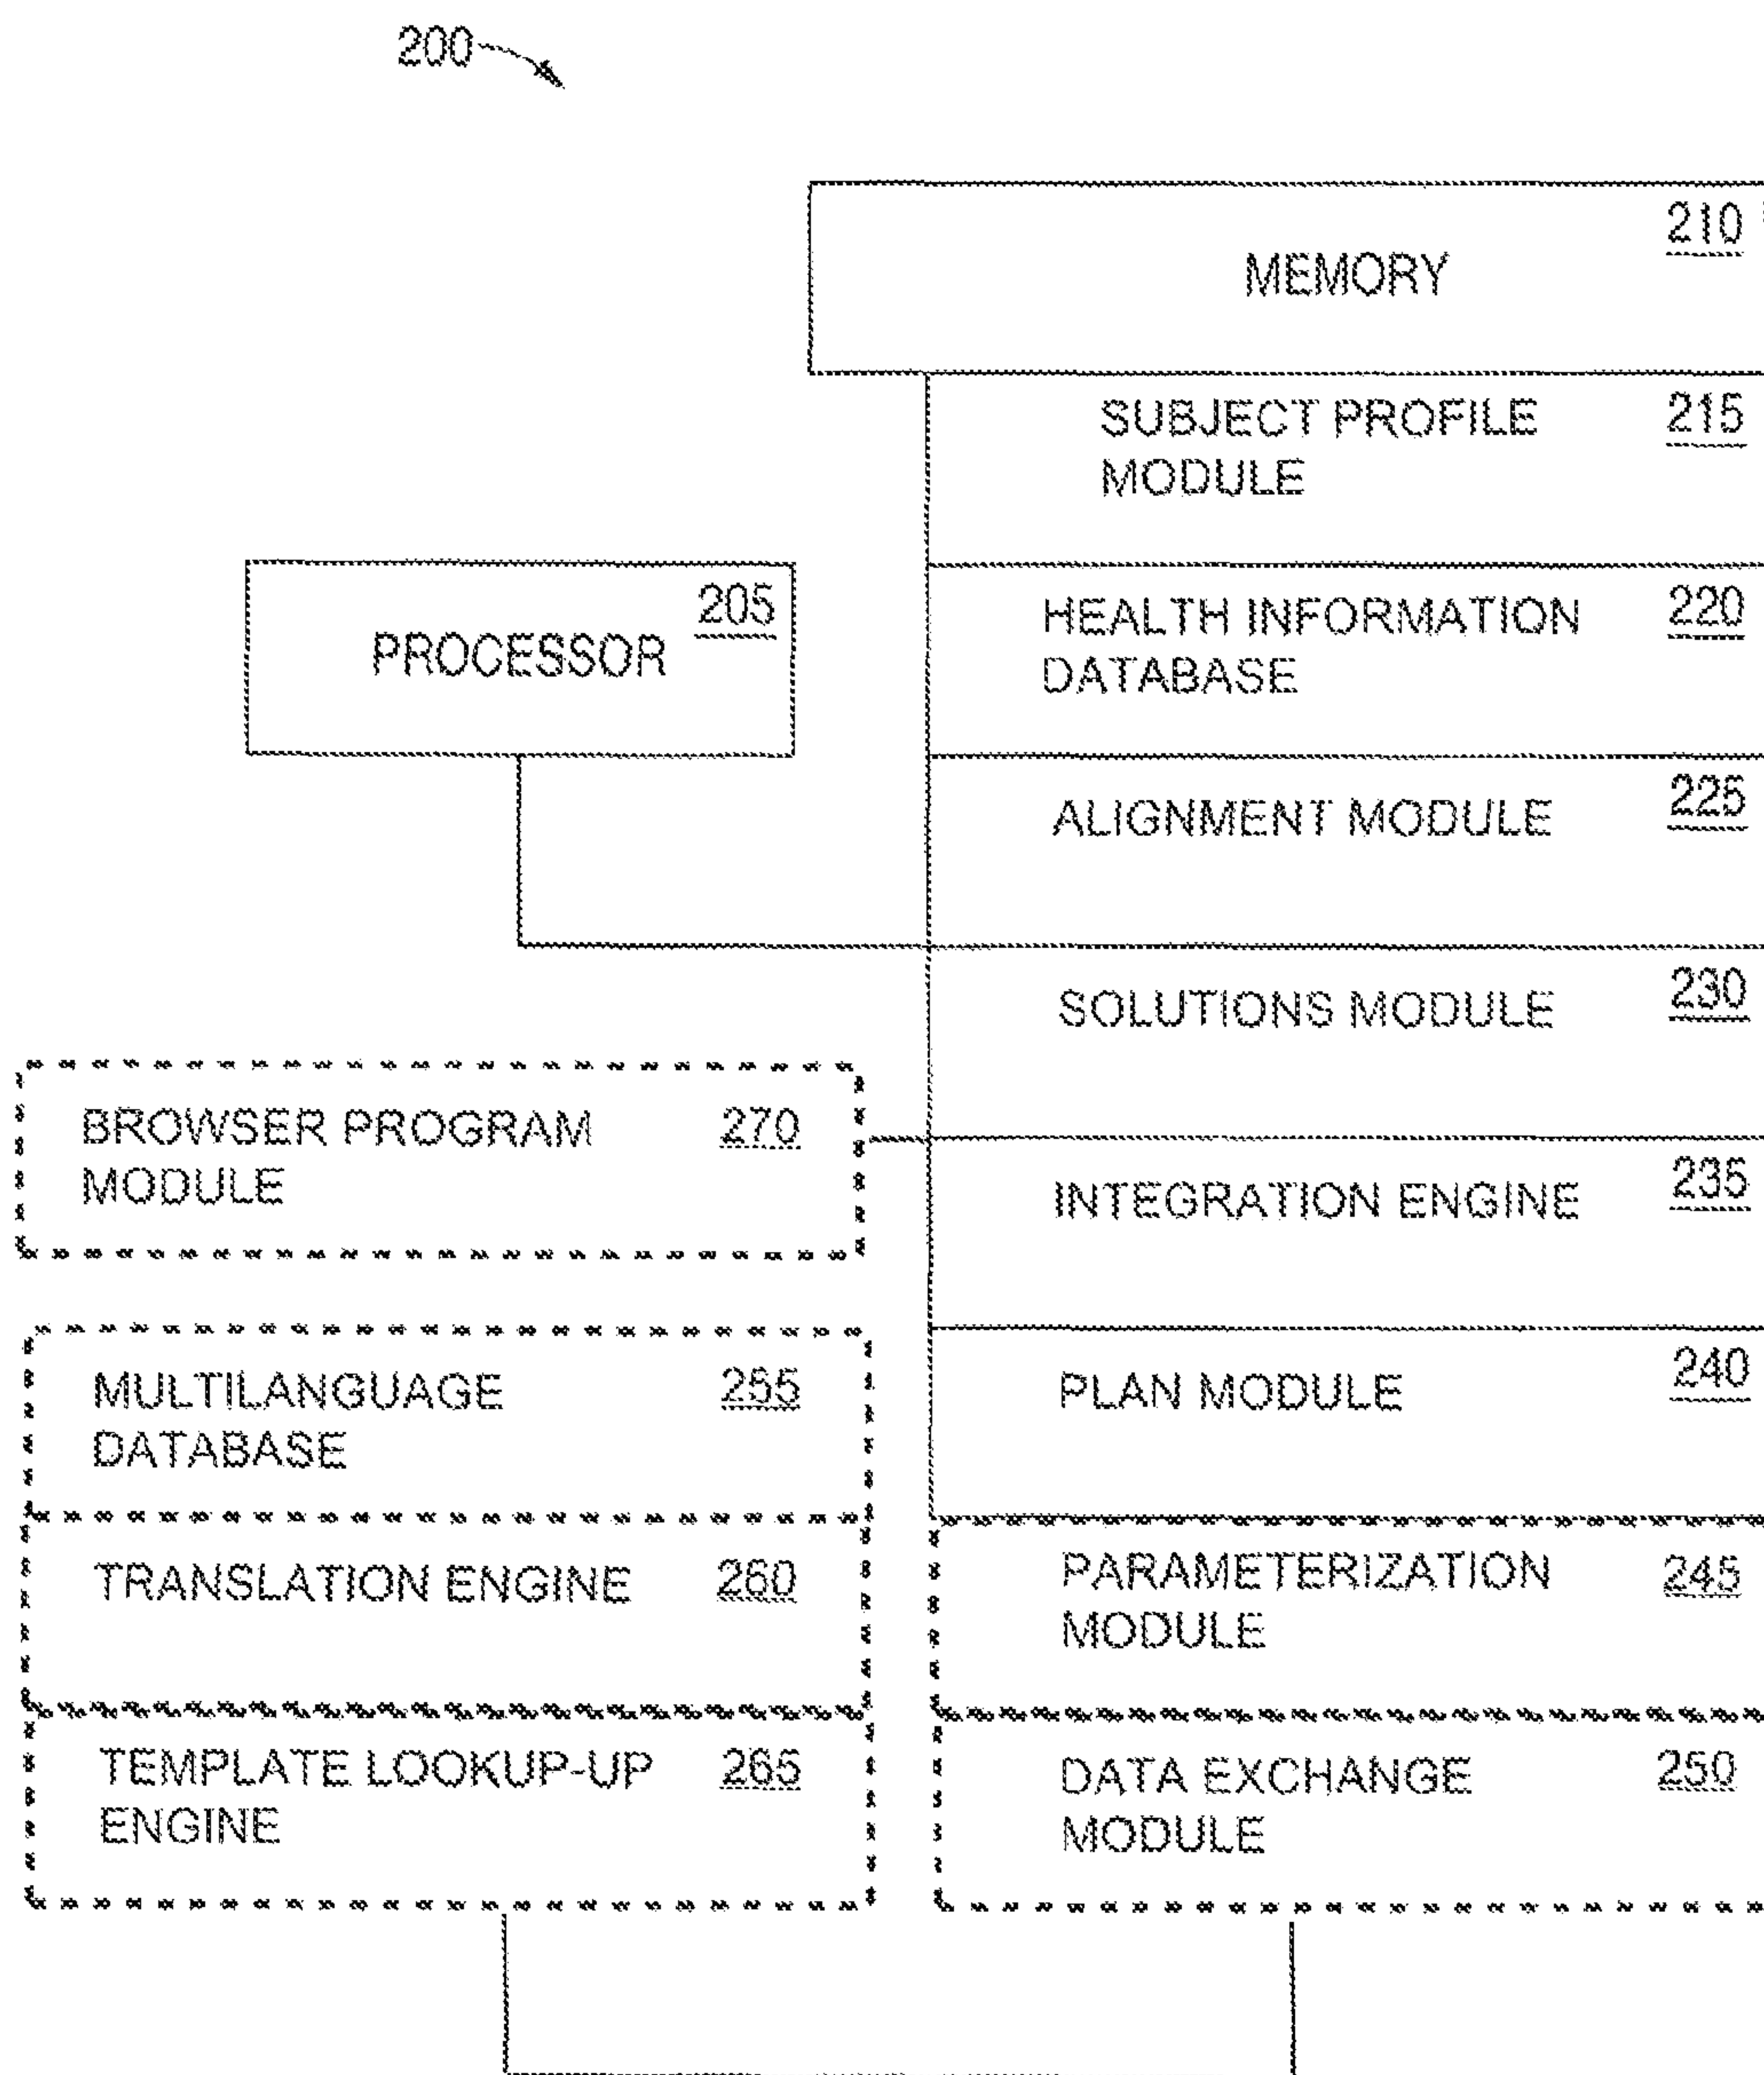 200
210
MEMORY
SUBJECT PROFILE 215
MODULE
205
PROCESSOR
HEALTH INFORMATION 220
DATABASE
ALIGNMENT MODULE 225
SOLUTIONS MODULE 230
BROWSER PROGRAM 270
MODULE
INTEGRATION ENGINE 235
MULTILANGUAGE 255
DATABASE
PLAN MODULE 240
TRANSLATION ENGINE 260
PARAMETERIZATION 245
MODULE
TEMPLATE LOOKUP-UP 265
ENGINE
DATA EXCHANGE 250
MODULE